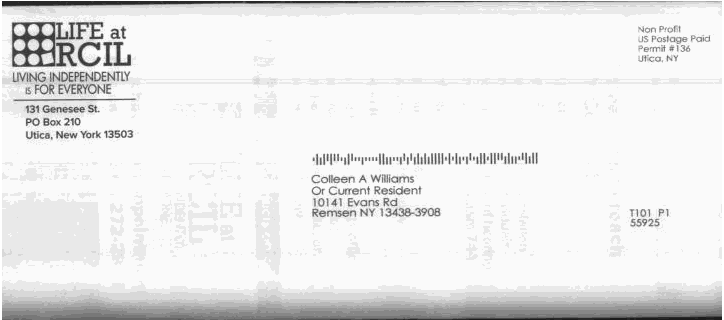 LIFE at
RCIL
LIVING INDEPENDENTLY
is FOR EVERYONE
131 Genesee St.
PO Box 210
Utica, New York 13503
Non Profit
US Postage Paid
Permit #136
Utica, NY
Colleen A Williams
Or Current Resident
10141 Evans Rd
Remsen NY 13438-3908
T101 P1
55925